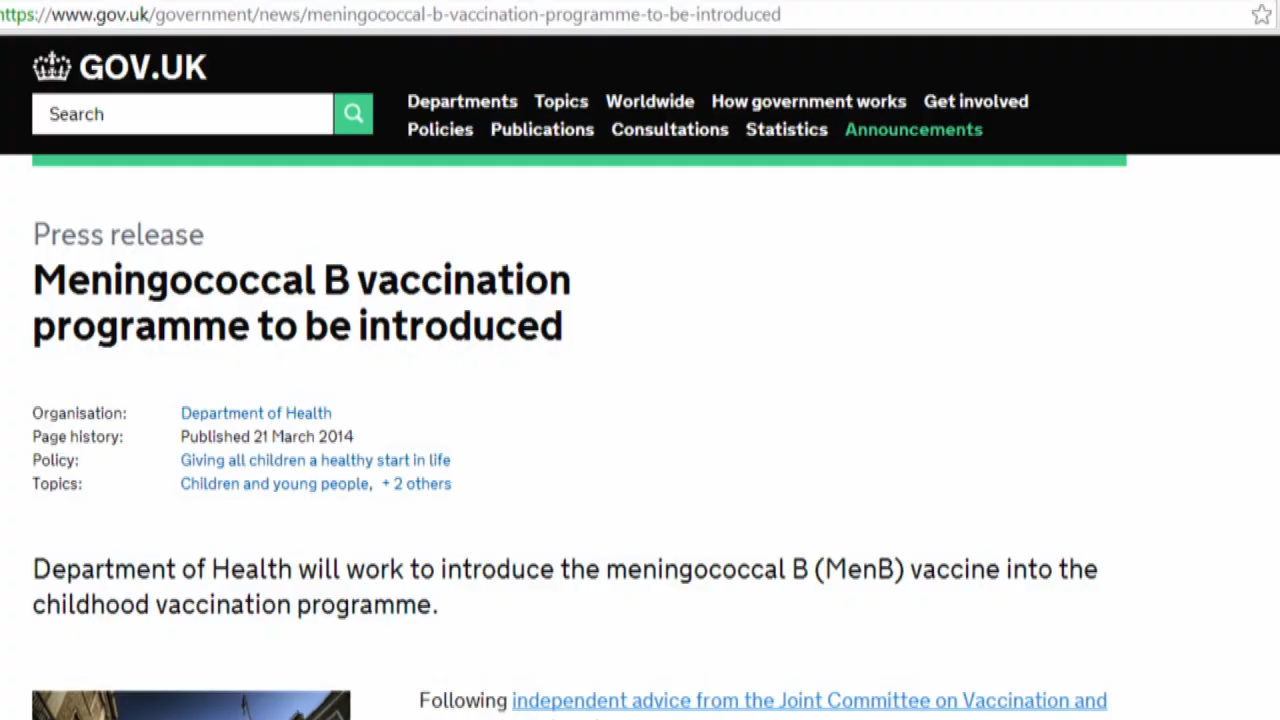 https://www.gov.uk/government/news/meningococcal-b-vaccination-programme-to-be-introduced
GOV.UK
Search
Departments Topics Worldwide How government works Get involved
Policies Publications Consultations Statistics Announcements
Press release
Meningococcal B vaccination
programme to be introduced
Organisation: Department of Health
Page history: Published 21 March 2014
Policy: Giving all children a healthy start in life
Topics: Children and young people, + 2 others
Department of Health will work to introduce the meningococcal B (MenB) vaccine into the
childhood vaccination programme.
Following independent advice from the Joint Committee on Vaccination and